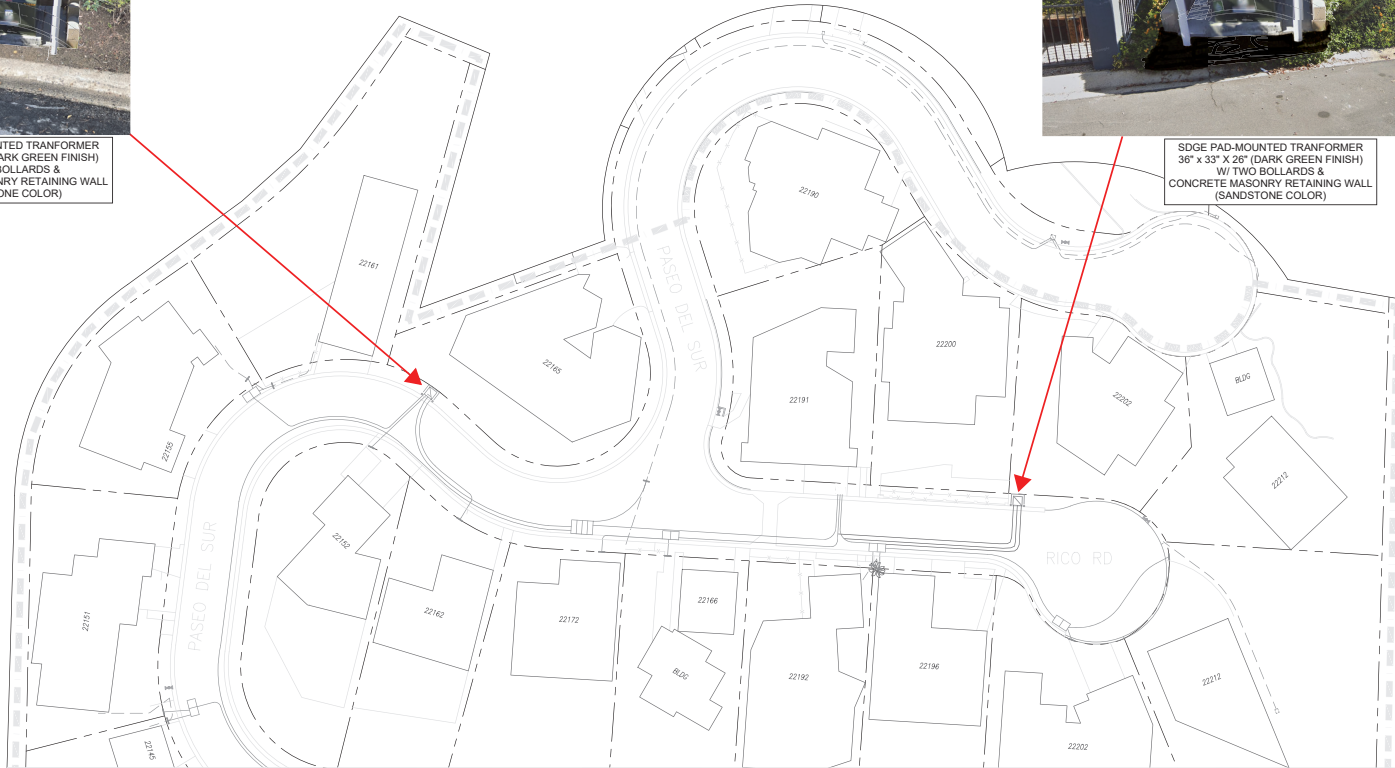 NTED TRANFORMER
ARK GREEN FINISH)
BOLLARDS &
NRY RETAINING WALL
ONE COLOR)
SDGE PAD-MOUNTED TRANFORMER
36" x 33" X 26" (DARK GREEN FINISH)
W/ TWO BOLLARDS &
CONCRETE MASONRY RETAINING WALL
(SANDSTONE COLOR)
22190
22161
PASEO DEL SUR
22200
22165
BLDG
22191
22202
22155
22212
22152
PASEO DEL SUR
RICO RD
22151
22162
22172
22166
BLDG
22192
22196
22212
22145
22202